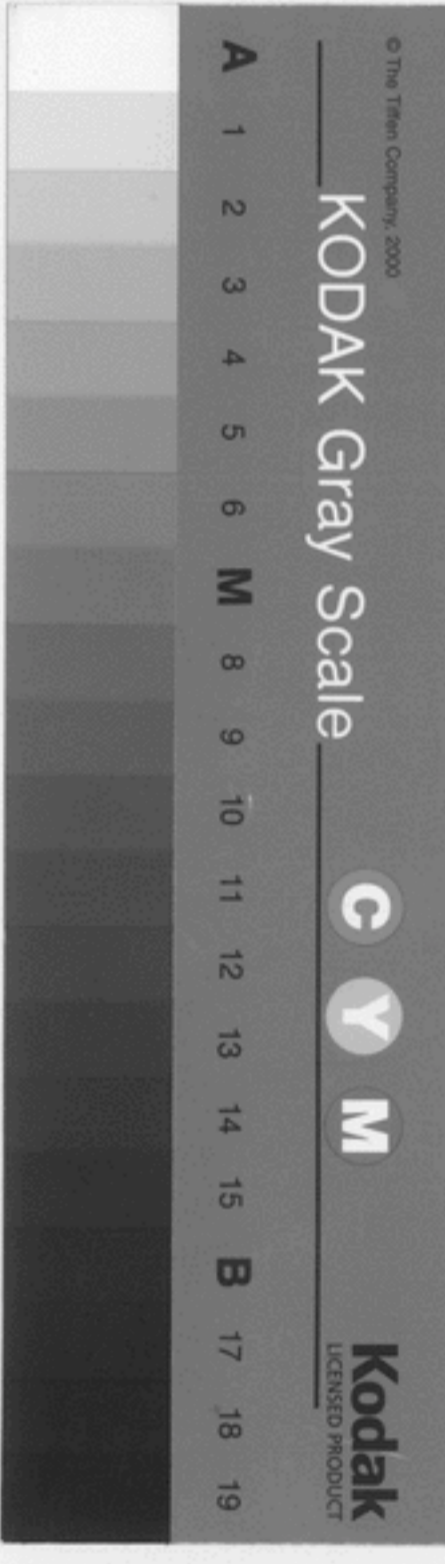 © The Tiffen Company, 2000
KODAK Gray Scale
C Y M
Kodak
LICENSED PRODUCT
A 1 2 3 4 5 6 M 8 9 10 11 12 13 14 15 B 17 18 19